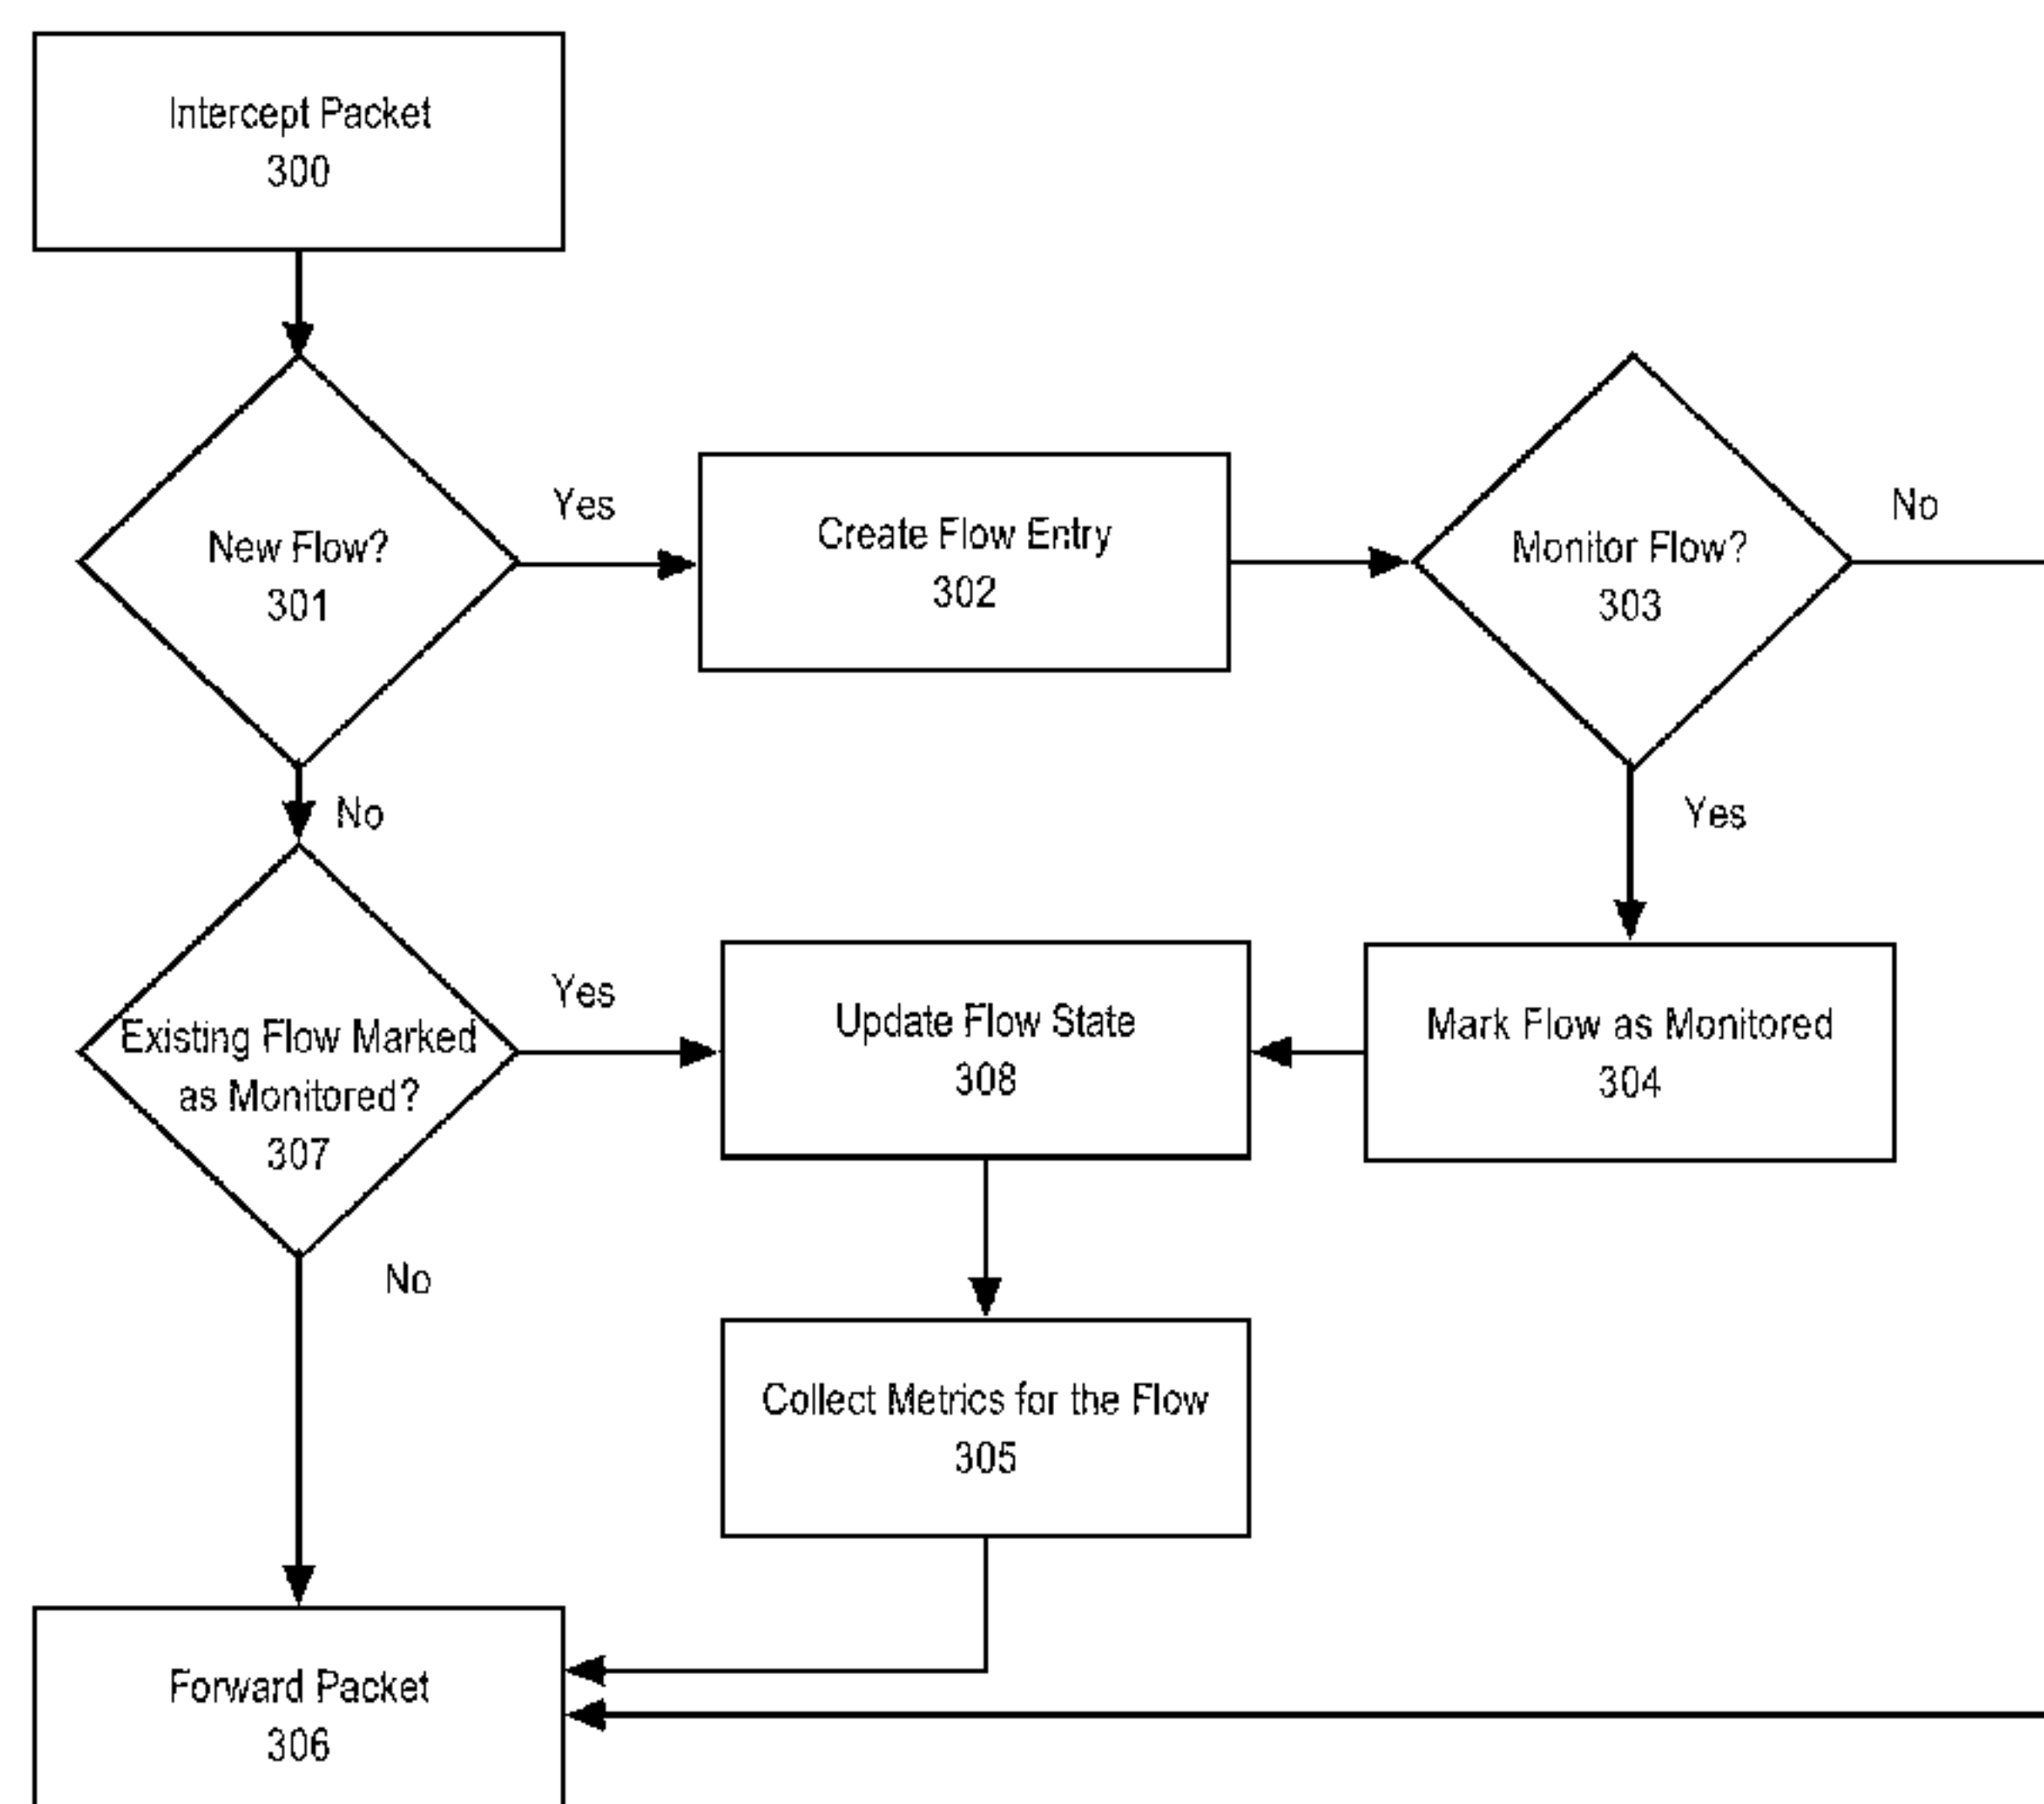 Intercept Packet
300
New Flow?
301
Yes
Create Flow Entry
302
Monitor Flow?
303
No
No
Yes
Existing Flow Marked
as Monitored?
307
Yes
Update Flow State
308
Mark Flow as Monitored
304
No
Collect Metrics for the Flow
305
Forward Packet
306